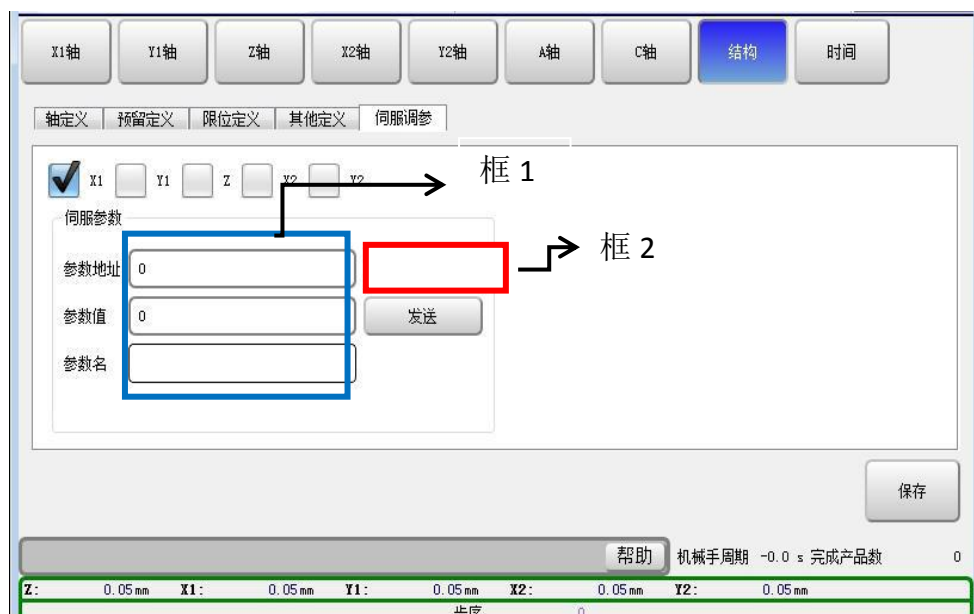 X1轴 Y1轴 Z轴 X2轴 Y2轴 A轴 C轴 结构 时间
轴定义 预留定义 限位定义 其他定义 伺服调参
X1 Y1 Z X2 Y2
框 1
伺服参数
框 2
参数地址 0
参数值 0 发送
参数名
保存
帮助 机械手周期 -0.0 s 完成产品数 0
Z: 0.05mm X1: 0.05mm Y1: 0.05mm X2: 0.05mm Y2: 0.05mm
步序 0